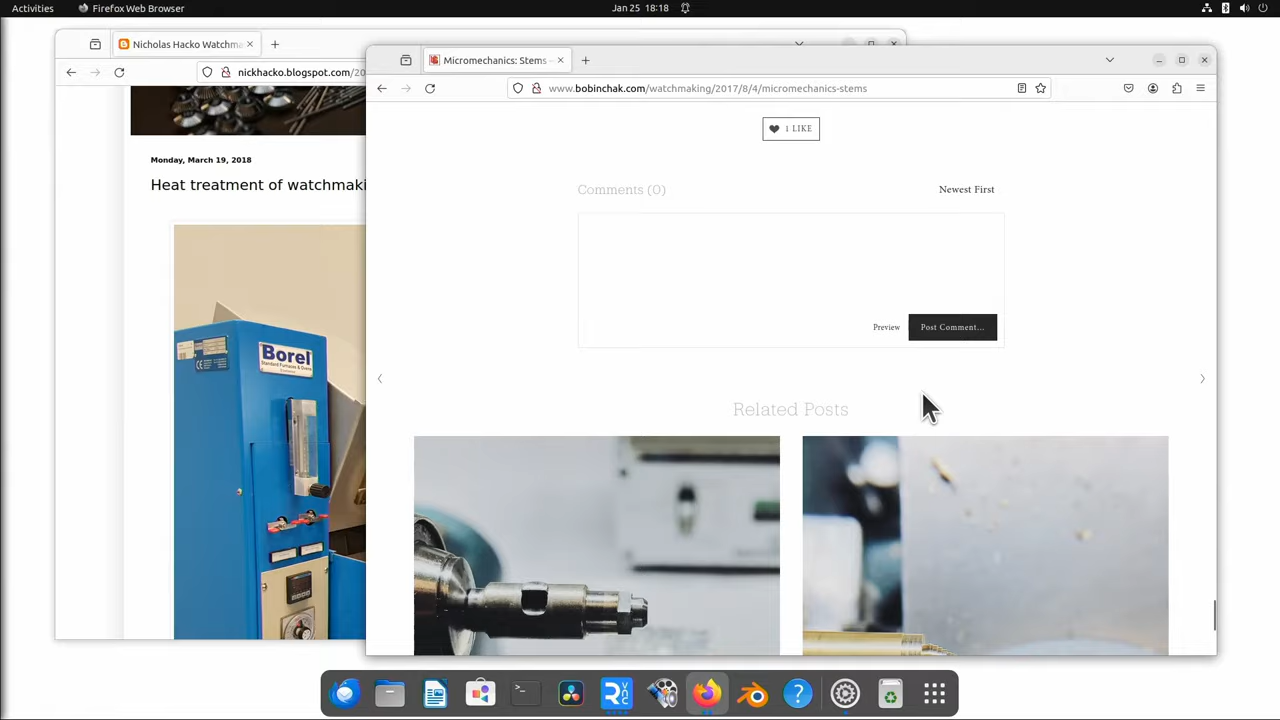 Activities
Firefox Web Browser
Jan 25 18:18
Nicholas Hacko Watchma
nickhacko.blogspot.com/20
Monday, March 19, 2018
Heat treatment of watchmaki
Borel
Micromechanics: Stems -
www.bobinchak.com/watchmaking/2017/8/4/micromechanics-stems
1 LIKE
Comments (0)
Newest First
Preview
Post Comment...
Related Posts